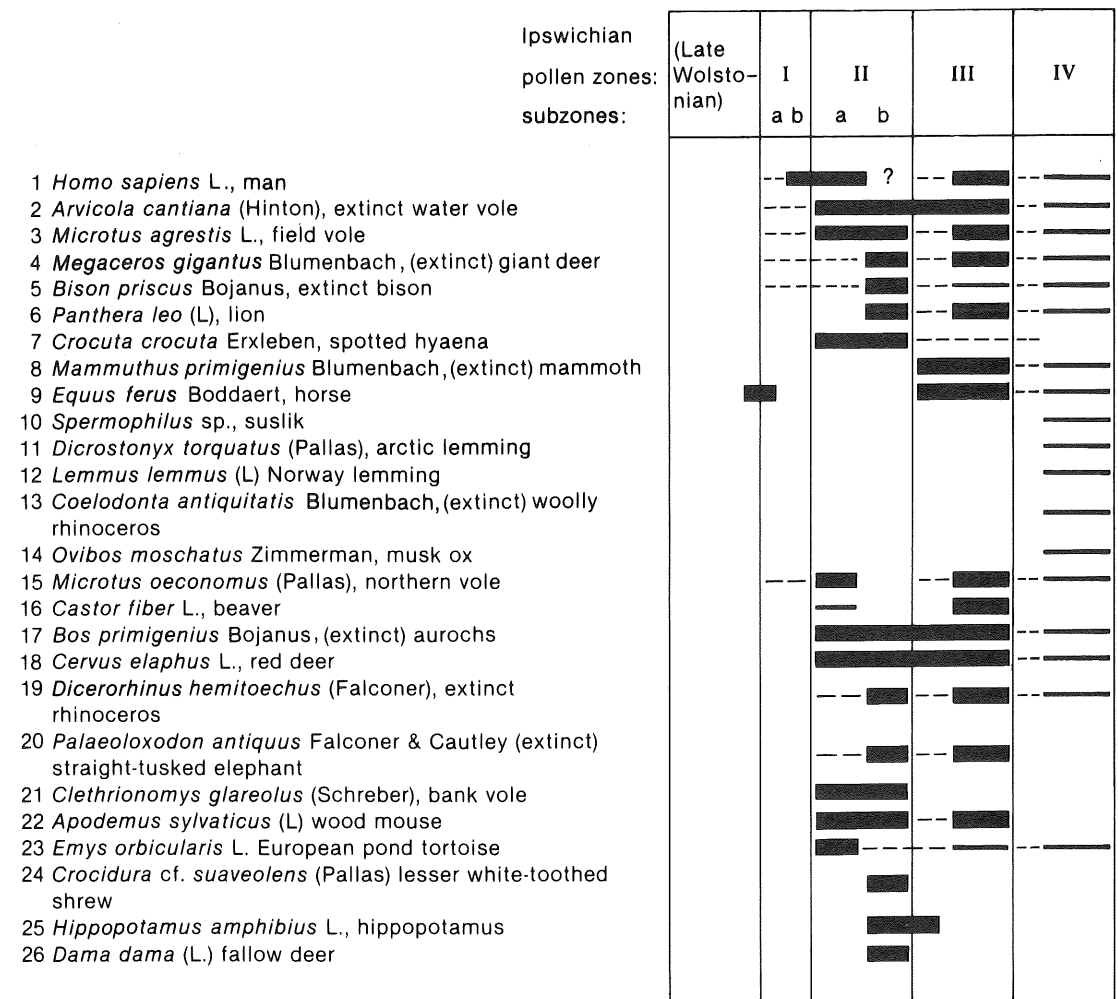 Ipswichian
pollen zones:
subzones:
(Late
Wolsto–
nian)
I
II
III
IV
a b
a b
1 Homo sapiens L., man
?
2 Arvicola cantiana (Hinton), extinct water vole
3 Microtus agrestis L., field vole
4 Megaceros gigantus Blumenbach, (extinct) giant deer
5 Bison priscus Bojanus, extinct bison
6 Panthera leo (L), lion
7 Crocuta crocuta Erxleben, spotted hyaena
8 Mammuthus primigenius Blumenbach, (extinct) mammoth
9 Equus ferus Boddaert, horse
10 Spermophilus sp., suslik
11 Dicrostonyx torquatus (Pallas), arctic lemming
12 Lemmus lemmus (L) Norway lemming
13 Coelodonta antiquitatis Blumenbach, (extinct) woolly
rhinoceros
14 Ovibos moschatus Zimmerman, musk ox
15 Microtus oeconomus (Pallas), northern vole
16 Castor fiber L., beaver
17 Bos primigenius Bojanus, (extinct) aurochs
18 Cervus elaphus L., red deer
19 Dicerorhinus hemitoechus (Falconer), extinct
rhinoceros
20 Palaeoloxodon antiquus Falconer & Cautley (extinct)
straight-tusked elephant
21 Clethrionomys glareolus (Schreber), bank vole
22 Apodemus sylvaticus (L) wood mouse
23 Emys orbicularis L. European pond tortoise
24 Crocidura cf. suaveolens (Pallas) lesser white-toothed
shrew
25 Hippopotamus amphibius L., hippopotamus
26 Dama dama (L.) fallow deer